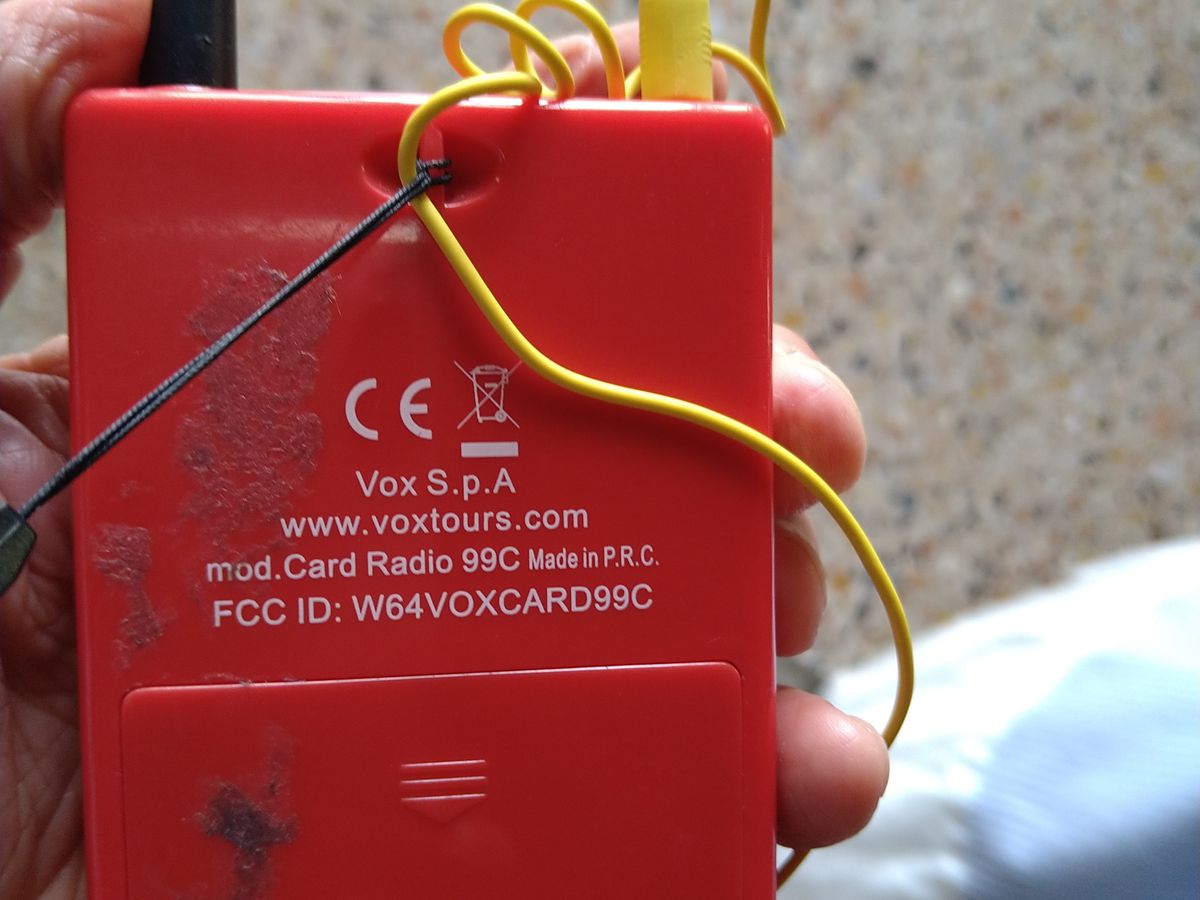 CE
Vox S.p.A
www.voxtours.com
mod.Card Radio 99C Made in P.R.C.
FCC ID: W64VOXCARD99C